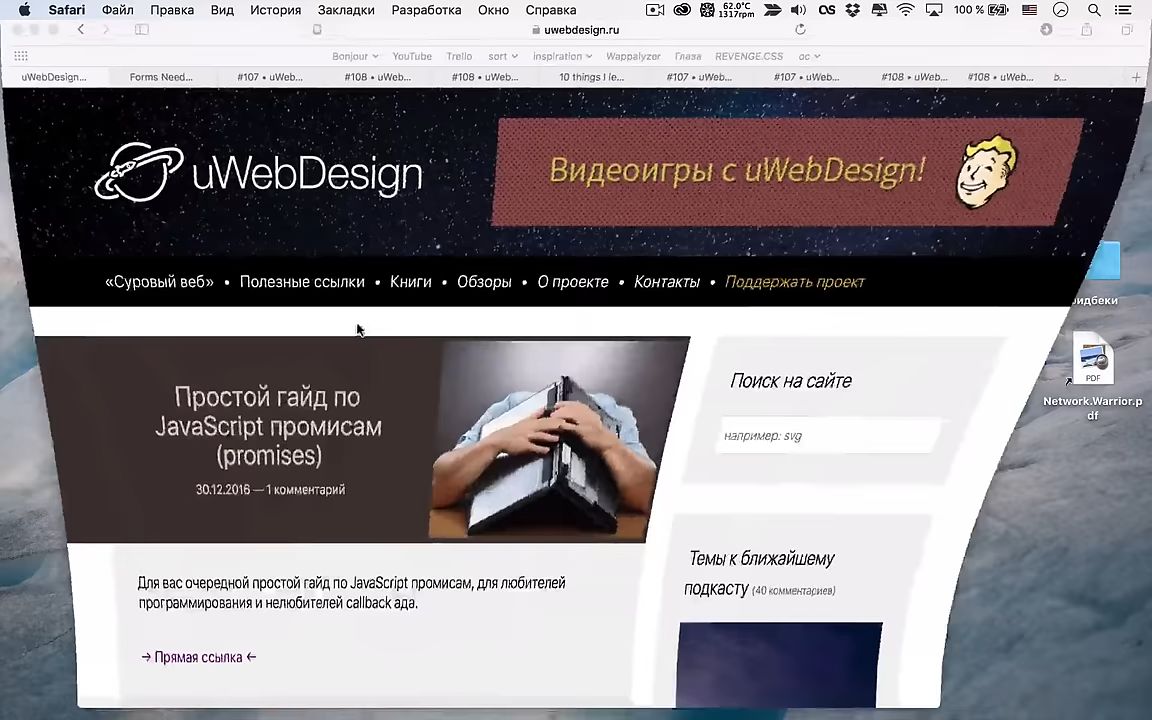 Safari Файл Правка Вид История Закладки Разработка Окно Справка
62.0°C
1317rpm
100 %
uwebdesign.ru
Bonjour YouTube Trello sort inspiration Wappalyzer Глаза REVENGE.CSS
uWebDesign... Forms Need... #107 • uWeb... #108 • uWeb... #108 • uWeb... 10 things I le... #107 • uWeb... #107 • uWeb... #108 • uWeb... #108 • uWeb... b...
uWebDesign
Видеоигры с uWebDesign!
«Суровый веб» • Полезные ссылки • Книги • Обзоры • О проекте • Контакты • Поддержать проект
Простой гайд по
JavaScript промисам
(promises)
30.12.2016 — 1 комментарий
Для вас очередной простой гайд по JavaScript промисам, для любителей
программирования и нелюбителей callback ада.
→ Прямая ссылка ←
Поиск на сайте
например: svg
Темы к ближайшему
подкасту (40 комментариев)
PDF
Network.Warrior.p
df